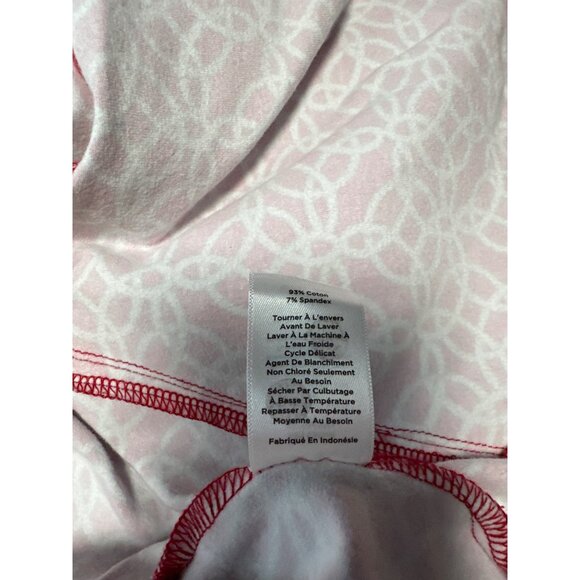 93% Coton
7% Spandex
Tourner À L'envers
Avant De Laver
Laver À La Machine À
L'eau Froide
Cycle Délicat
Agent De Blanchiment
Non Chloré Seulement
Au Besoin
Sécher Par Culbutage
À Basse Température
Repasser À Température
Moyenne Au Besoin
Fabriqué En Indonésie